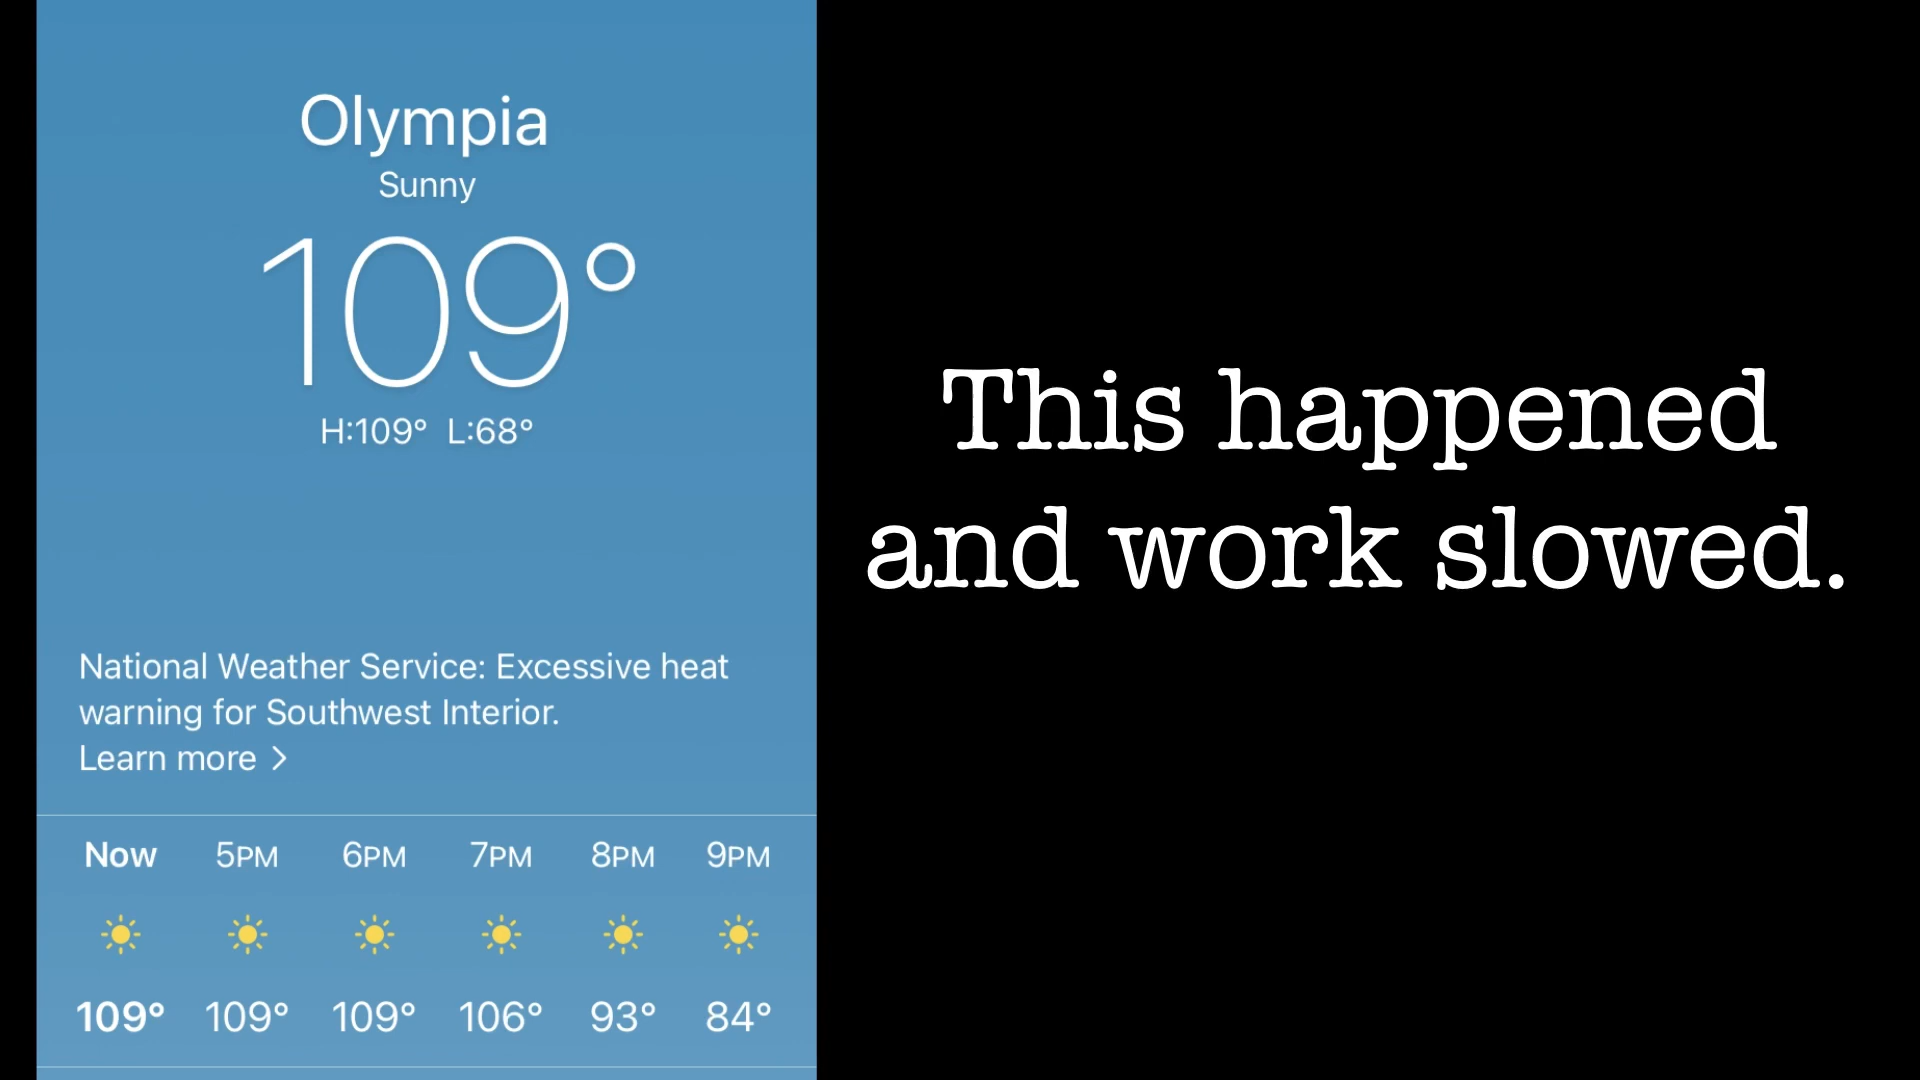 Olympia
Sunny
109°
H:109° L:68°
National Weather Service: Excessive heat
warning for Southwest Interior.
Learn more >
Now 5PM 6PM 7PM 8PM 9PM
109° 109° 109° 106° 93° 84°
This happened
and work slowed.